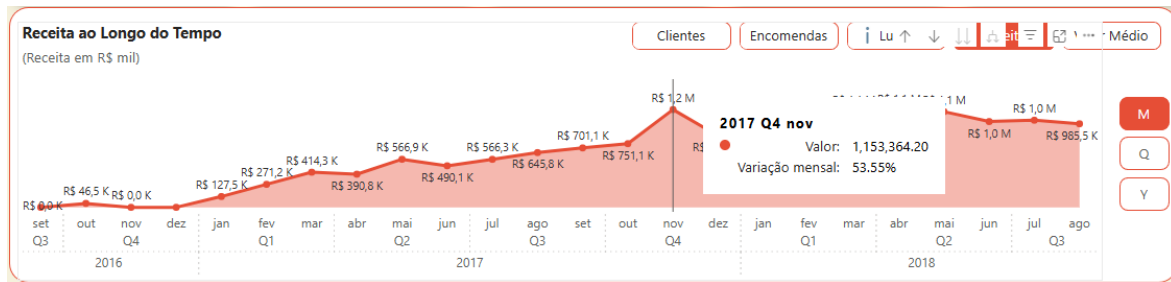 Receita ao Longo do Tempo
(Receita em R$ mil)
Clientes
Encomendas
Lu
Médio
M
Q
Y
R$ 0,0 K
R$ 46,5 K
R$ 0,0 K
R$ 127,5 K
R$ 271,2 K
R$ 414,3 K
R$ 390,8 K
R$ 566,9 K
R$ 490,1 K
R$ 566,3 K
R$ 645,8 K
R$ 701,1 K
R$ 751,1 K
R$ 1,2 M
R$ 1,0 M
R$ 1,0 M
R$ 985,5 K
2017 Q4 nov
Valor: 1,153,364.20
Variação mensal: 53.55%
set out nov dez jan fev mar abr mai jun jul ago set out nov dez jan fev mar abr mai jun jul ago
Q3 Q4 Q1 Q2 Q3 Q4 Q1 Q2 Q3
2016 2017 2018